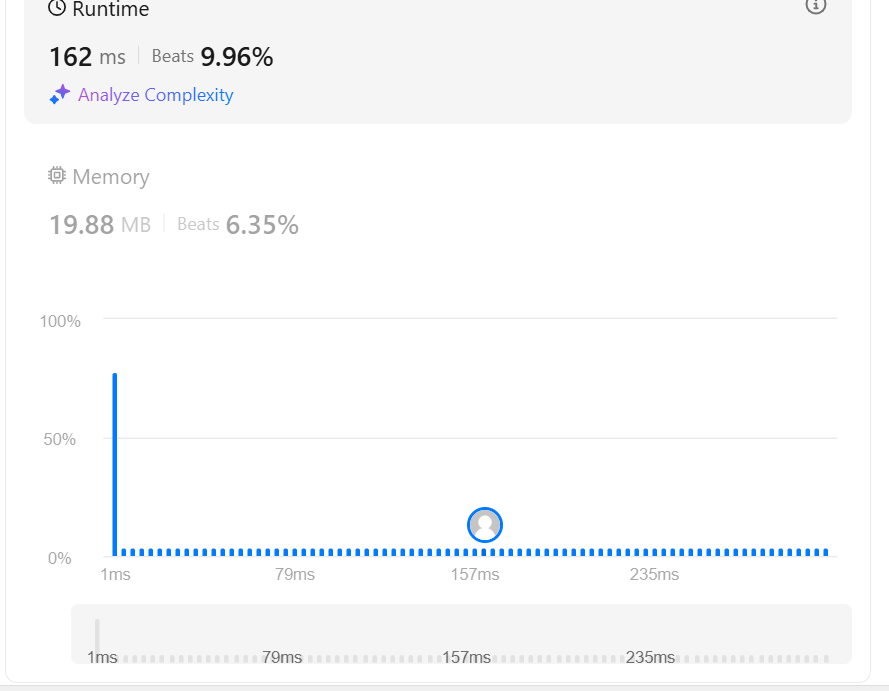 Runtime
162 ms Beats 9.96%
Analyze Complexity
Memory
19.88 MB Beats 6.35%
100%
50%
0%
1ms 79ms 157ms 235ms
1ms 79ms 157ms 235ms